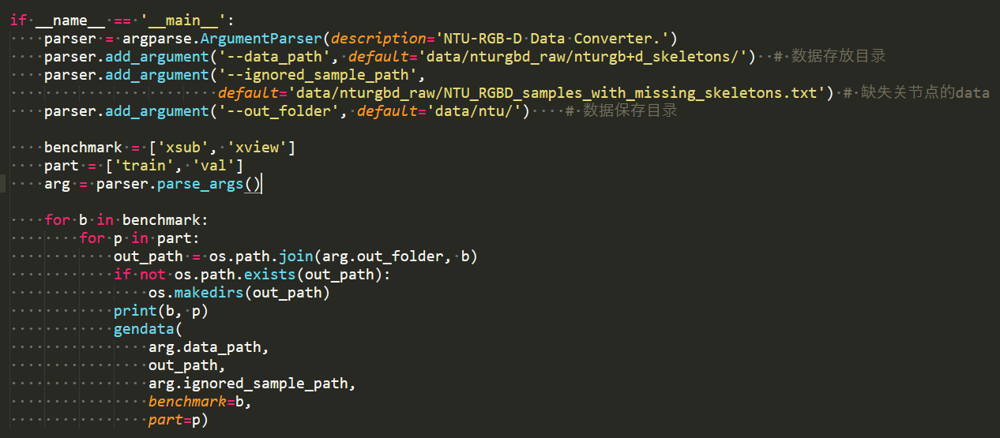 if __name__ == '__main__':
    parser = argparse.ArgumentParser(description='NTU-RGB-D Data Converter.')
    parser.add_argument('--data_path', default='data/nturgbd_raw/nturgb+d_skeletons/')  # 数据存放目录
    parser.add_argument('--ignored_sample_path',
                        default='data/nturgbd_raw/NTU_RGBD_samples_with_missing_skeletons.txt') # 缺失关节点的data
    parser.add_argument('--out_folder', default='data/ntu/')    # 数据保存目录

    benchmark = ['xsub', 'xview']
    part = ['train', 'val']
    arg = parser.parse_args()

    for b in benchmark:
        for p in part:
            out_path = os.path.join(arg.out_folder, b)
            if not os.path.exists(out_path):
                os.makedirs(out_path)
            print(b, p)
            gendata(
                arg.data_path,
                out_path,
                arg.ignored_sample_path,
                benchmark=b,
                part=p)